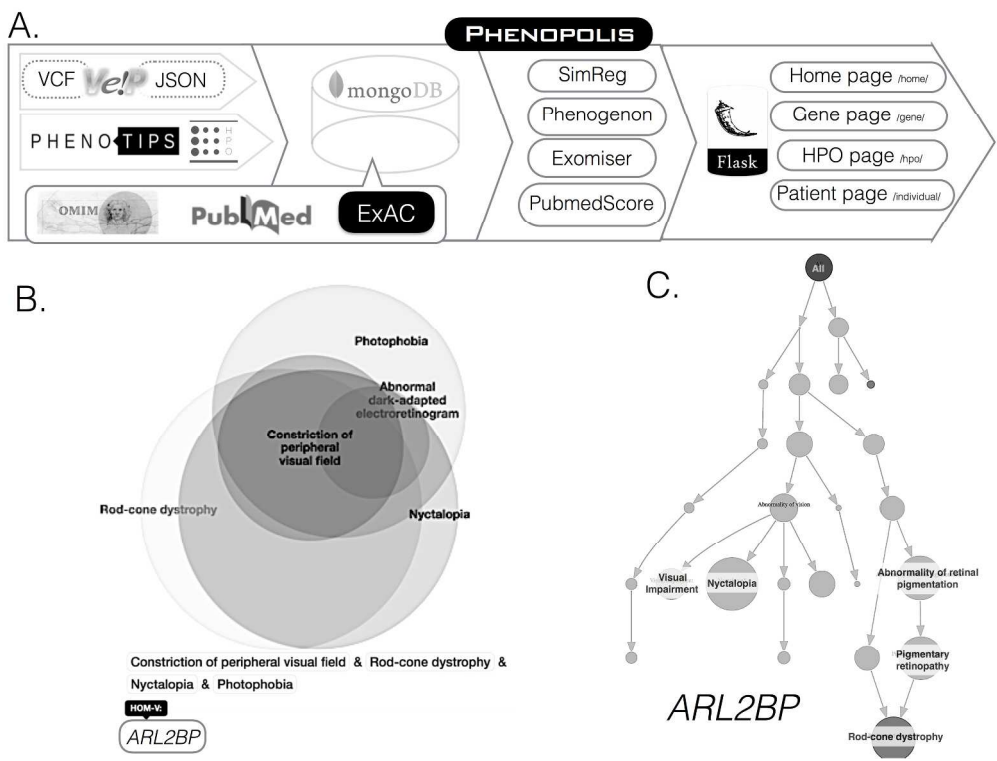 A.
PHENOPOLIS
VCF Ve!P JSON
PHENOTIPS HPO
OMIM PubMed ExAC
mongoDB
SimReg
Phenogenon
Exomiser
PubmedScore
Flask
Home page /home/
Gene page /gene/
HPO page /hpo/
Patient page /individual/
B.
Photophobia
Abnormal
dark-adapted
electroretinogram
Constriction of
peripheral
visual field
Rod-cone dystrophy
Nyctalopia
Constriction of peripheral visual field & Rod-cone dystrophy &
Nyctalopia & Photophobia
HOM-V:
ARL2BP
C.
All
Abnormality of vision
Visual
Impairment
Nyctalopia
Abnormality of retinal
pigmentation
Pigmentary
retinopathy
Rod-cone dystrophy
ARL2BP